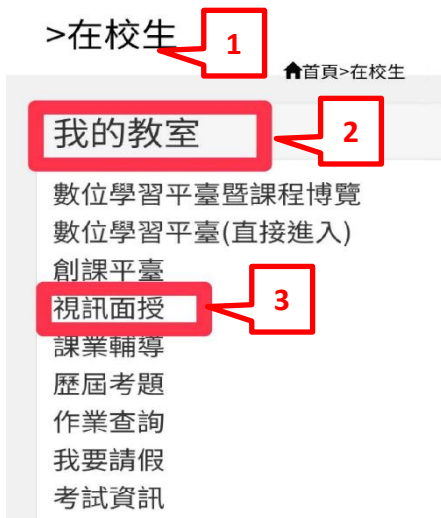 >在校生
1
首頁>在校生
我的教室
2
數位學習平臺暨課程博覽
數位學習平臺(直接進入)
創課平臺
視訊面授
3
課業輔導
歷屆考題
作業查詢
我要請假
考試資訊